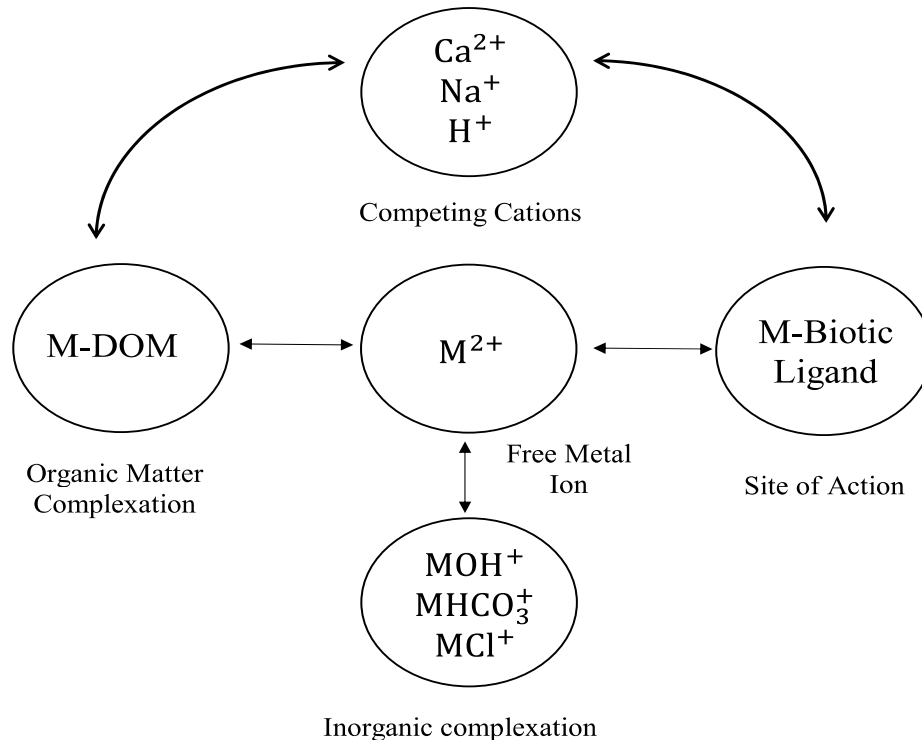 Ca²⁺
Na⁺
H⁺
Competing Cations
M-DOM
M²⁺
M-Biotic
Ligand
Organic Matter
Complexation
Free Metal
Ion
Site of Action
MOH⁺
MHCO₃⁺
MCl⁺
Inorganic complexation